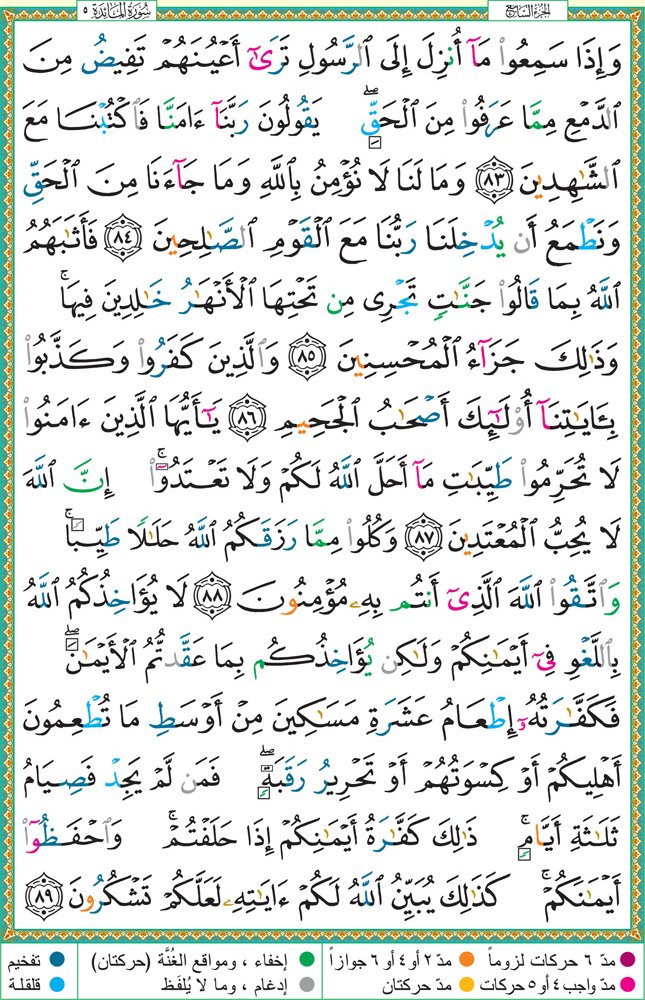 سُورَةُ المَائدَة ٥
الجُزءُ السَّابِع
وَإِذَا سَمِعُوا۟ مَآ أُنزِلَ إِلَى ٱلرَّسُولِ تَرَىٰٓ أَعْيُنَهُمْ تَفِيضُ مِنَ
ٱلدَّمْعِ مِمَّا عَرَفُوا۟ مِنَ ٱلْحَقِّ ۖ يَقُولُونَ رَبَّنَآ ءَامَنَّا فَٱكْتُبْنَا مَعَ
ٱلشَّٰهِدِينَ ٨٣ وَمَا لَنَا لَا نُؤْمِنُ بِٱللَّهِ وَمَا جَآءَنَا مِنَ ٱلْحَقِّ
وَنَطْمَعُ أَن يُدْخِلَنَا رَبُّنَا مَعَ ٱلْقَوْمِ ٱلصَّٰلِحِينَ ٨٤ فَأَثَٰبَهُمُ
ٱللَّهُ بِمَا قَالُوا۟ جَنَّٰتٍ تَجْرِى مِن تَحْتِهَا ٱلْأَنْهَٰرُ خَٰلِدِينَ فِيهَا ۚ
وَذَٰلِكَ جَزَآءُ ٱلْمُحْسِنِينَ ٨٥ وَٱلَّذِينَ كَفَرُوا۟ وَكَذَّبُوا۟
بِـَٔايَٰتِنَآ أُو۟لَٰٓئِكَ أَصْحَٰبُ ٱلْجَحِيمِ ٨٦ يَٰٓأَيُّهَا ٱلَّذِينَ ءَامَنُوا۟
لَا تُحَرِّمُوا۟ طَيِّبَٰتِ مَآ أَحَلَّ ٱللَّهُ لَكُمْ وَلَا تَعْتَدُوٓا۟ ۚ إِنَّ ٱللَّهَ
لَا يُحِبُّ ٱلْمُعْتَدِينَ ٨٧ وَكُلُوا۟ مِمَّا رَزَقَكُمُ ٱللَّهُ حَلَٰلًا طَيِّبًا ۚ
وَٱتَّقُوا۟ ٱللَّهَ ٱلَّذِىٓ أَنتُم بِهِۦ مُؤْمِنُونَ ٨٨ لَا يُؤَاخِذُكُمُ ٱللَّهُ
بِٱللَّغْوِ فِىٓ أَيْمَٰنِكُمْ وَلَٰكِن يُؤَاخِذُكُم بِمَا عَقَّدتُّمُ ٱلْأَيْمَٰنَ ۖ
فَكَفَّٰرَتُهُۥٓ إِطْعَامُ عَشَرَةِ مَسَٰكِينَ مِنْ أَوْسَطِ مَا تُطْعِمُونَ
أَهْلِيكُمْ أَوْ كِسْوَتُهُمْ أَوْ تَحْرِيرُ رَقَبَةٍ ۖ فَمَن لَّمْ يَجِدْ فَصِيَامُ
ثَلَٰثَةِ أَيَّامٍ ۚ ذَٰلِكَ كَفَّٰرَةُ أَيْمَٰنِكُمْ إِذَا حَلَفْتُمْ ۚ وَٱحْفَظُوٓا۟
أَيْمَٰنَكُمْ ۚ كَذَٰلِكَ يُبَيِّنُ ٱللَّهُ لَكُمْ ءَايَٰتِهِۦ لَعَلَّكُمْ تَشْكُرُونَ ٨٩
مدّ ٦ حركات لزوماً
مدّ ٢ أو ٤ أو ٦ جوازاً
إخفاء ، ومواقع الغُنَّة (حركتان)
تفخيم
مدّ واجب ٤ أو ٥ حركات
مدّ حركتان
إدغام ، وما لا يُلفَظ
قلقلة